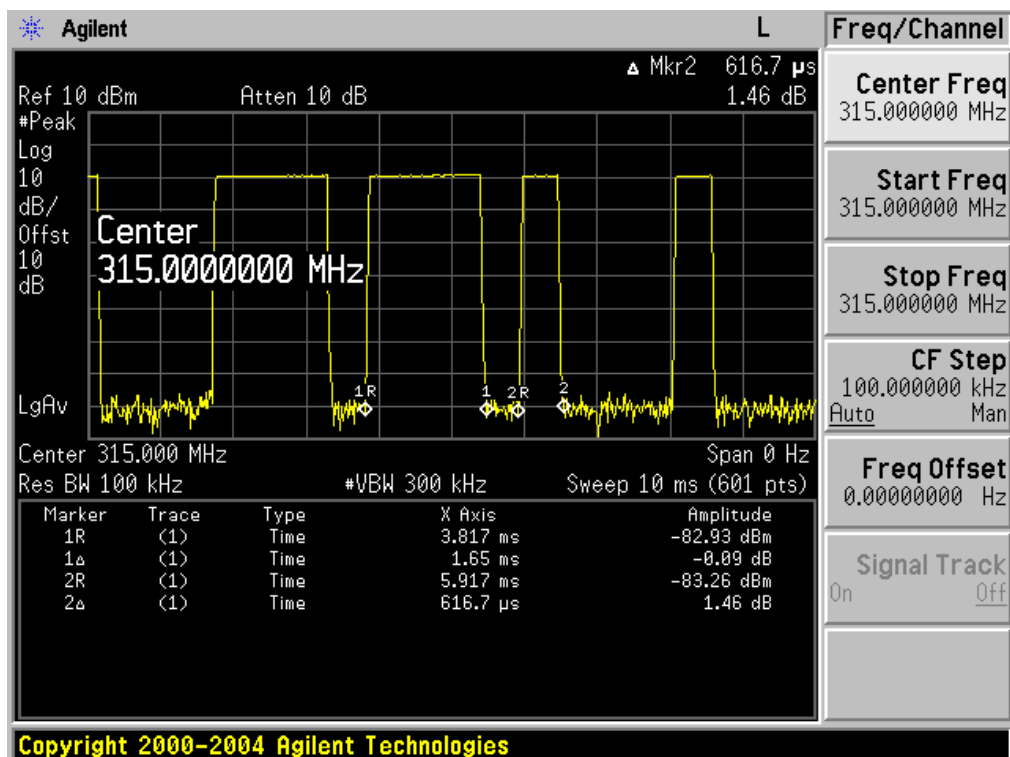 Agilent L Freq/Channel
▵ Mkr2 616.7 µs
Ref 10 dBm Atten 10 dB 1.46 dB
#Peak
Log
10
dB/
Offst
10
dB
Center
315.0000000 MHz
1R 1 2R 2
LgAv
Center 315.000 MHz Span 0 Hz
Res BW 100 kHz #VBW 300 kHz Sweep 10 ms (601 pts)
Marker Trace Type X Axis Amplitude
1R (1) Time 3.817 ms -82.93 dBm
1▵ (1) Time 1.65 ms -0.09 dB
2R (1) Time 5.917 ms -83.26 dBm
2▵ (1) Time 616.7 µs 1.46 dB
Center Freq
315.000000 MHz
Start Freq
315.000000 MHz
Stop Freq
315.000000 MHz
CF Step
100.000000 kHz
Auto Man
Freq Offset
0.00000000 Hz
Signal Track
On Off
Copyright 2000-2004 Agilent Technologies